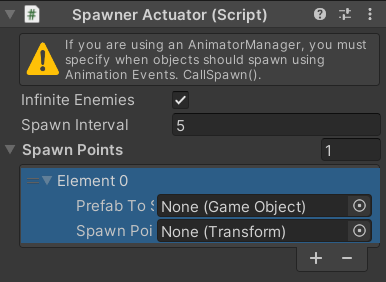 Spawner Actuator (Script)
If you are using an AnimatorManager, you must
specify when objects should spawn using
Animation Events. CallSpawn().
Infinite Enemies
Spawn Interval 5
Spawn Points 1
Element 0
Prefab To S None (Game Object)
Spawn Poi None (Transform)